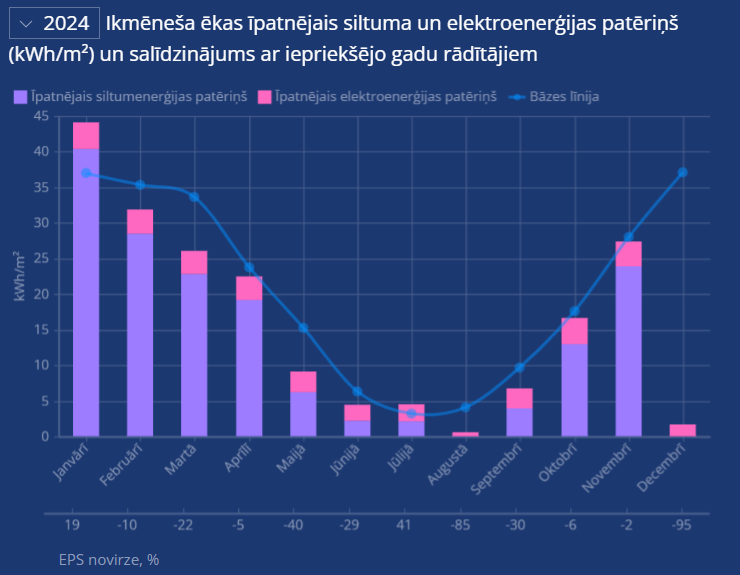 2024 Ikmēneša ēkas īpatnējais siltuma un elektroenerģijas patēriņš
(kWh/m²) un salīdzinājums ar iepriekšējo gadu rādītājiem
Īpatnējais siltumenerģijas patēriņš Īpatnējais elektroenerģijas patēriņš Bāzes līnija
45
40
35
30
25
20
15
10
5
0
kWh/m²
Janvārī Februārī Martā Aprīlī Maijā Jūnijā Jūlijā Augustā Septembrī Oktobrī Novembrī Decembrī
19 -10 -22 -5 -40 -29 41 -85 -30 -6 -2 -95
EPS novirze, %